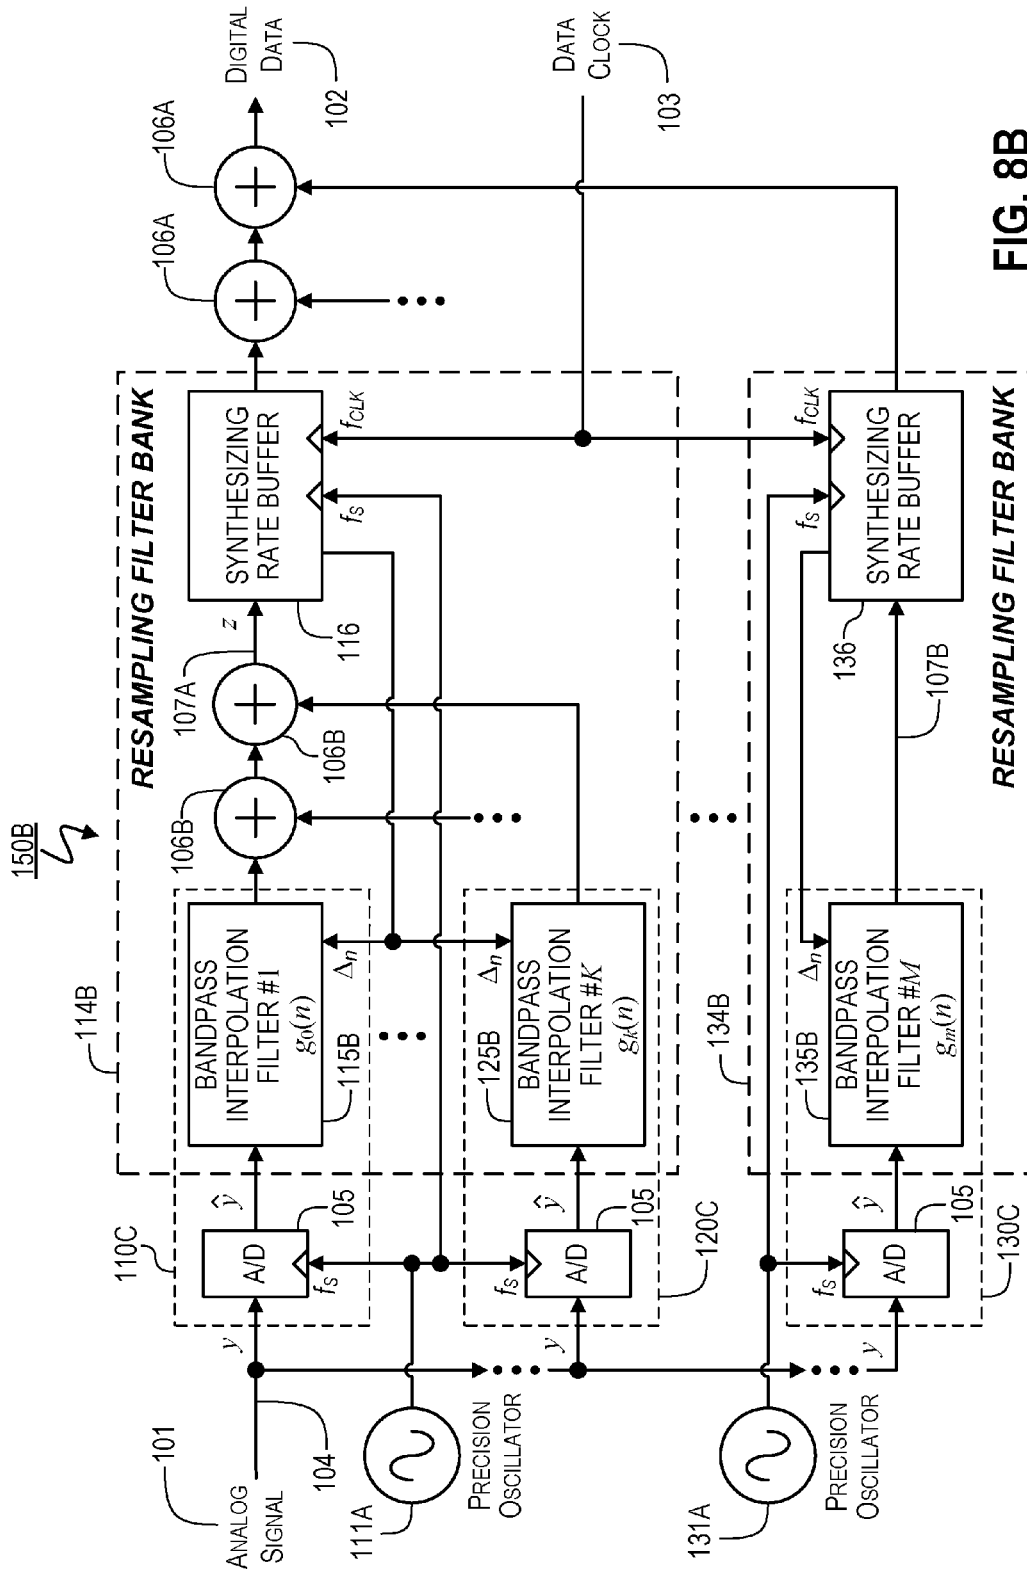 150B
101
ANALOG
SIGNAL
104
y
110C
A/D
105
fS
ŷ
114B
RESAMPLING FILTER BANK
BANDPASS
INTERPOLATION
FILTER #1
g0(n)
115B
Δn
106B
106B
107A
z
SYNTHESIZING
RATE BUFFER
116
fS
fCLK
106A
106A
DIGITAL
DATA
102
111A
PRECISION
OSCILLATOR
y
A/D
105
fS
120C
ŷ
125B
BANDPASS
INTERPOLATION
FILTER #K
gk(n)
Δn
DATA
CLOCK
103
131A
PRECISION
OSCILLATOR
y
A/D
105
fS
130C
ŷ
134B
135B
BANDPASS
INTERPOLATION
FILTER #M
gm(n)
Δn
107B
136
SYNTHESIZING
RATE BUFFER
fS
fCLK
RESAMPLING FILTER BANK
FIG. 8B